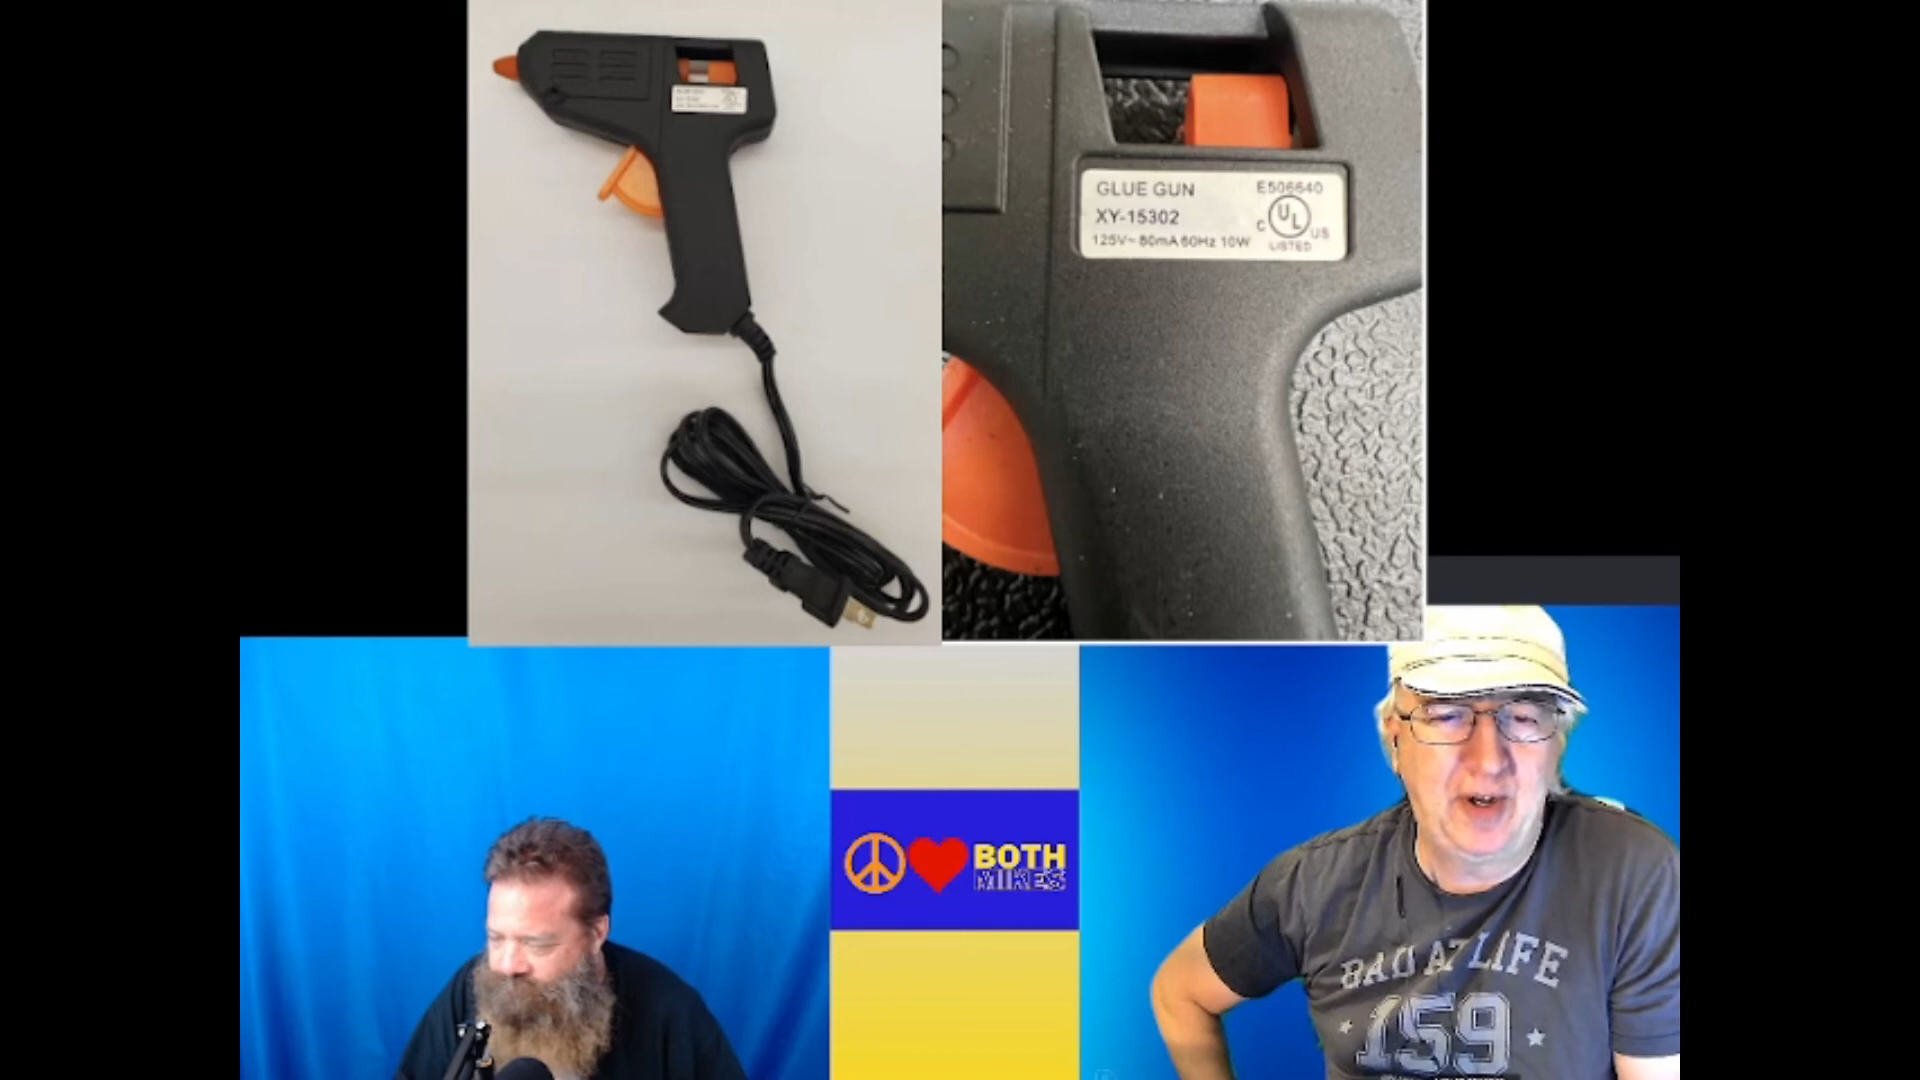 GLUE GUN
XY-15302
125V~ 80mA 60Hz 10W
E506640
C UL US
LISTED
BOTH
MIKES
BAD AT LIFE
159